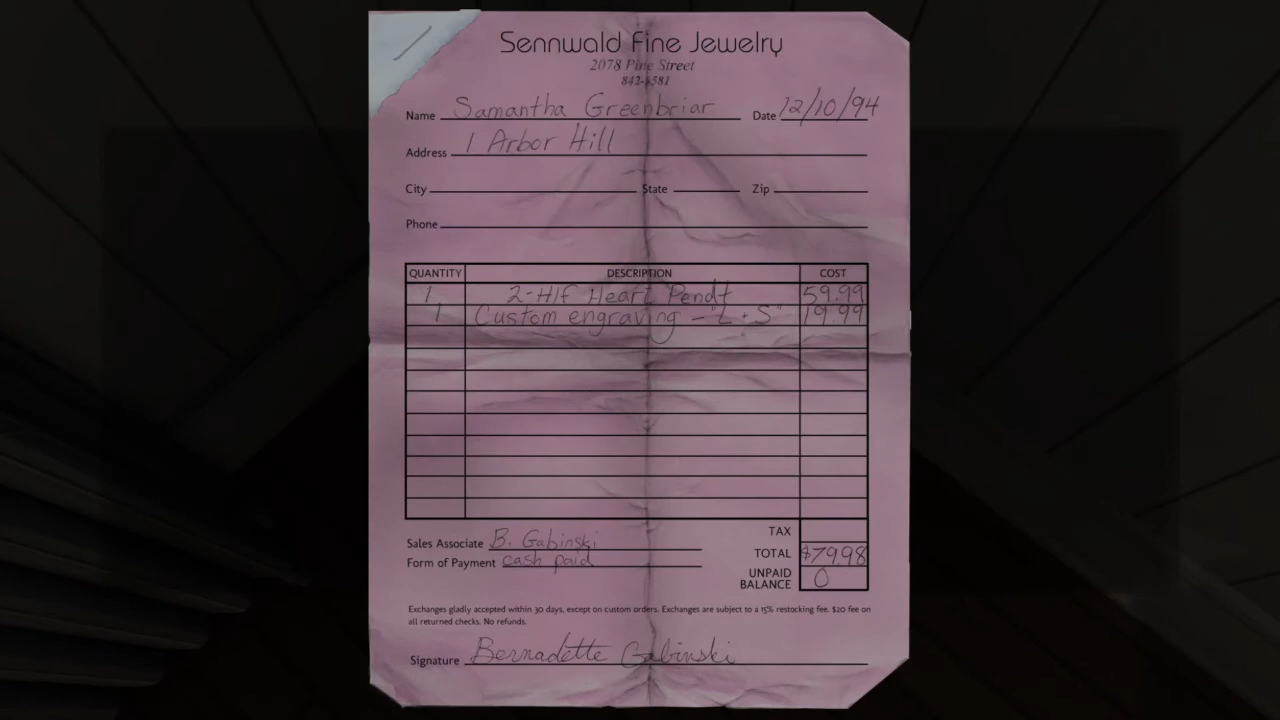 Sennwald Fine Jewelry
2078 Pine Street
842-1581
Name Samantha Greenbriar Date 12/10/94
Address 1 Arbor Hill
City State Zip
Phone
QUANTITY DESCRIPTION COST
1 2-Hlf Heart Pendt 59.99
1 Custom engraving - "L + S" 19.99
TAX
Sales Associate B. Gabinski
TOTAL $79.98
Form of Payment cash paid
UNPAID BALANCE 0
Exchanges gladly accepted within 30 days, except on custom orders. Exchanges are subject to a 15% restocking fee. $20 fee on
all returned checks. No refunds.
Signature Bernadette Gabinski